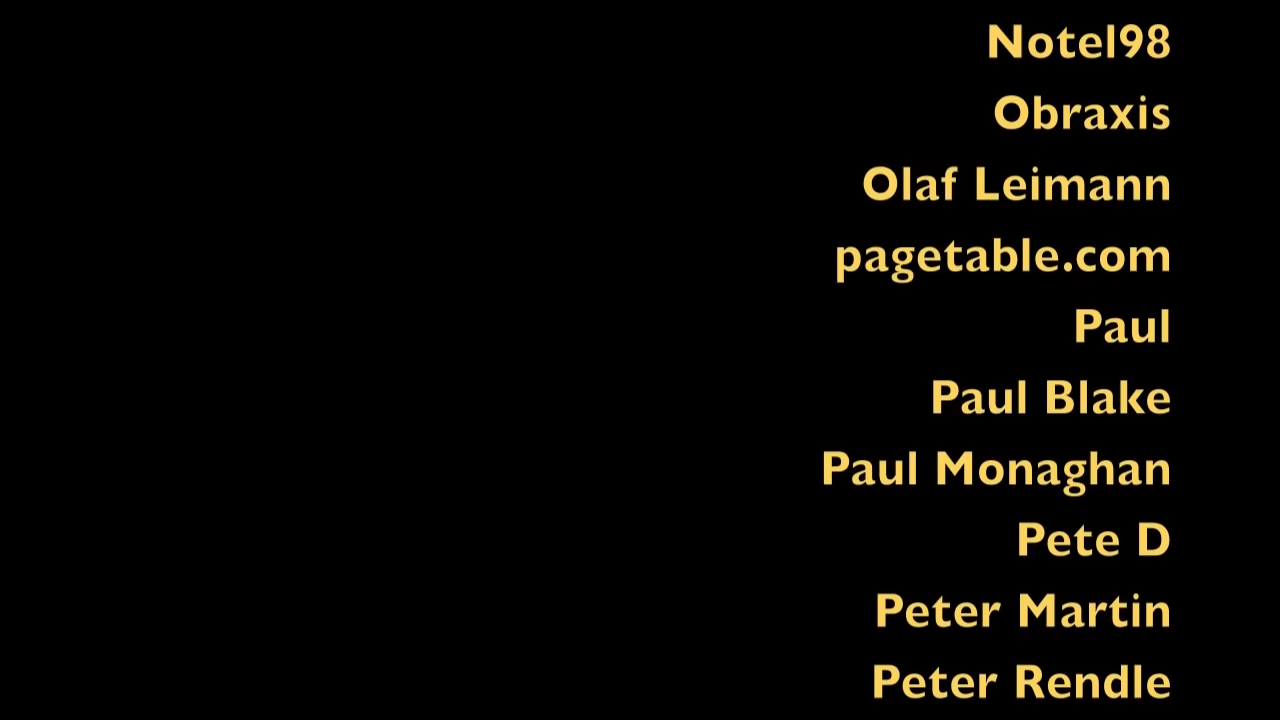 Notel98
Obraxis
Olaf Leimann
pagetable.com
Paul
Paul Blake
Paul Monaghan
Pete D
Peter Martin
Peter Rendle